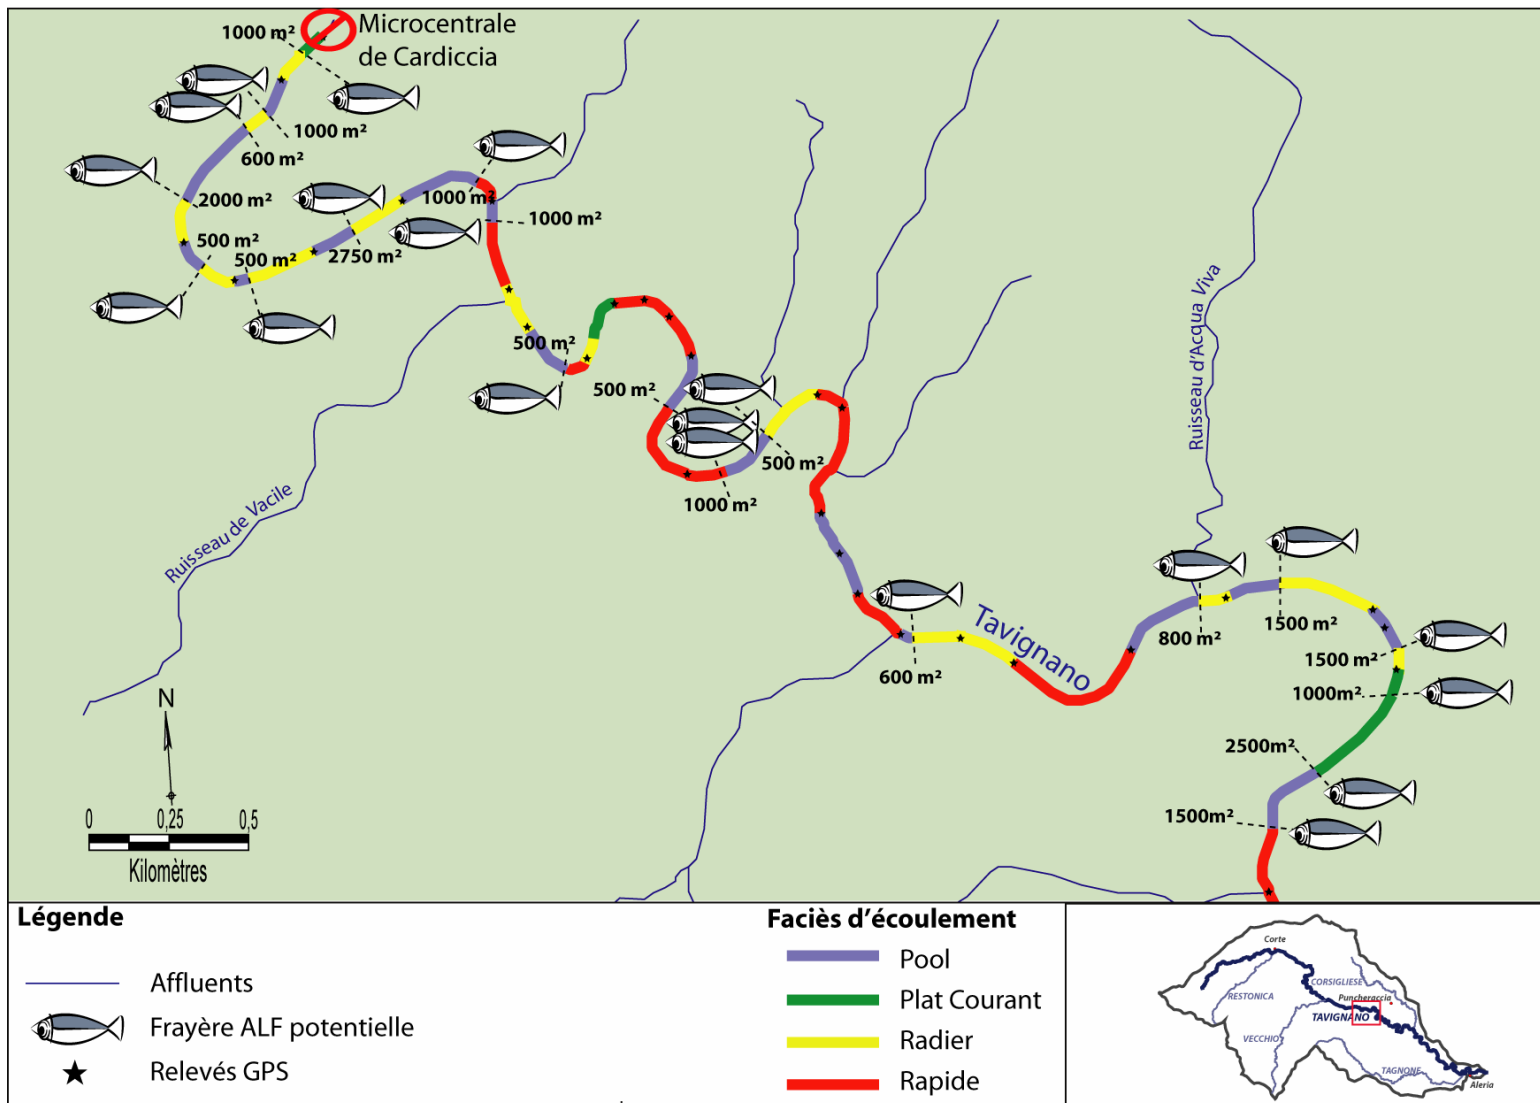 1000 m²
Microcentrale
de Cardiccia
1000 m²
600 m²
2000 m²
500 m²
500 m²
2750 m²
1000 m²
1000 m²
500 m²
500 m²
500 m²
1000 m²
Ruisseau de Vacile
Ruisseau d'Acqua Viva
Tavignano
600 m²
800 m²
1500 m²
1500 m²
1000m²
2500m²
1500m²
N
0
0,25
0,5
Kilomètres
Légende
Affluents
Frayère ALF potentielle
Relevés GPS
Faciès d'écoulement
Pool
Plat Courant
Radier
Rapide
Corte
RESTONICA
CORSIGLIESE
Puncheraccia
TAVIGNANO
VECCHIO
TAGNONE
Aleria